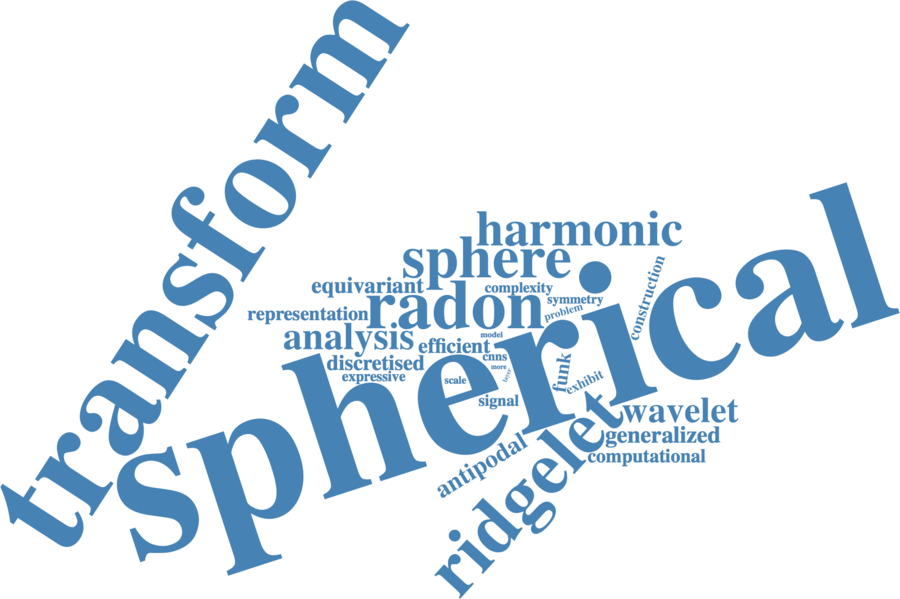 transform
harmonic
sphere
equivariant
complexity
construction
symmetry
radon
representation
problem
model
analysis
efficient
cnns
discretised
more
funk
layer
expressive
scale
exhibit
signal
spherical
wavelet
generalized
antipodal
computational
ridgelet